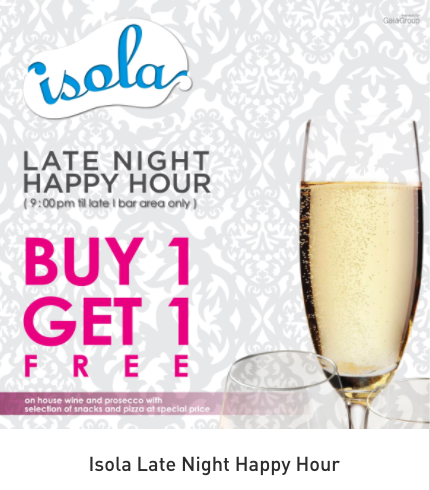 GaiaGroup
isola
LATE NIGHT
HAPPY HOUR
( 9:00pm til late I bar area only )
BUY 1
GET 1
FREE
on house wine and prosecco with
selection of snacks and pizza at special price
Isola Late Night Happy Hour